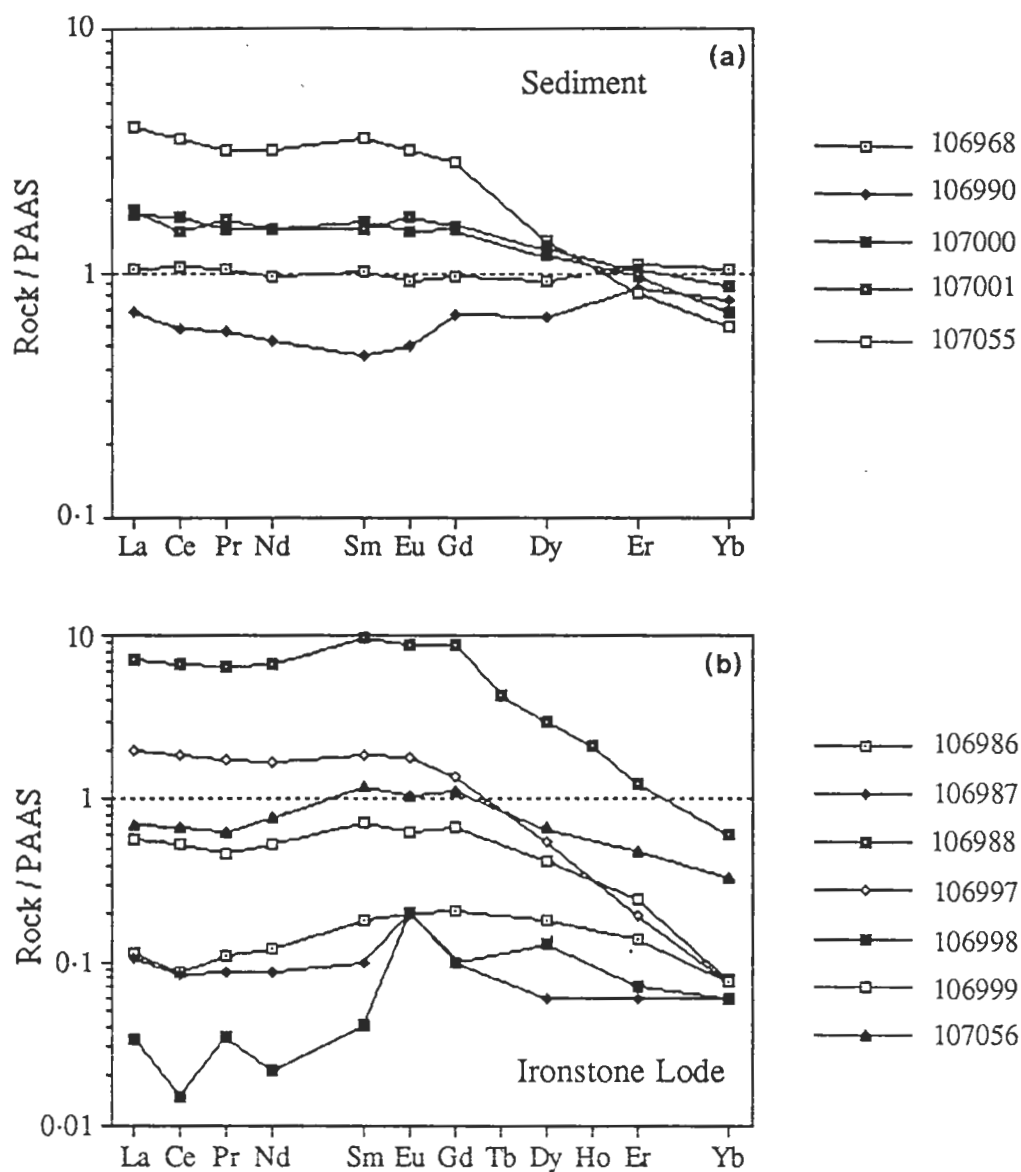 10
(a)
Sediment
Rock / PAAS
1
0·1
La Ce Pr Nd Sm Eu Gd Dy Er Yb
106968
106990
107000
107001
107055
10
(b)
Rock / PAAS
1
0·1
Ironstone Lode
0·01
La Ce Pr Nd Sm Eu Gd Tb Dy Ho Er Yb
106986
106987
106988
106997
106998
106999
107056